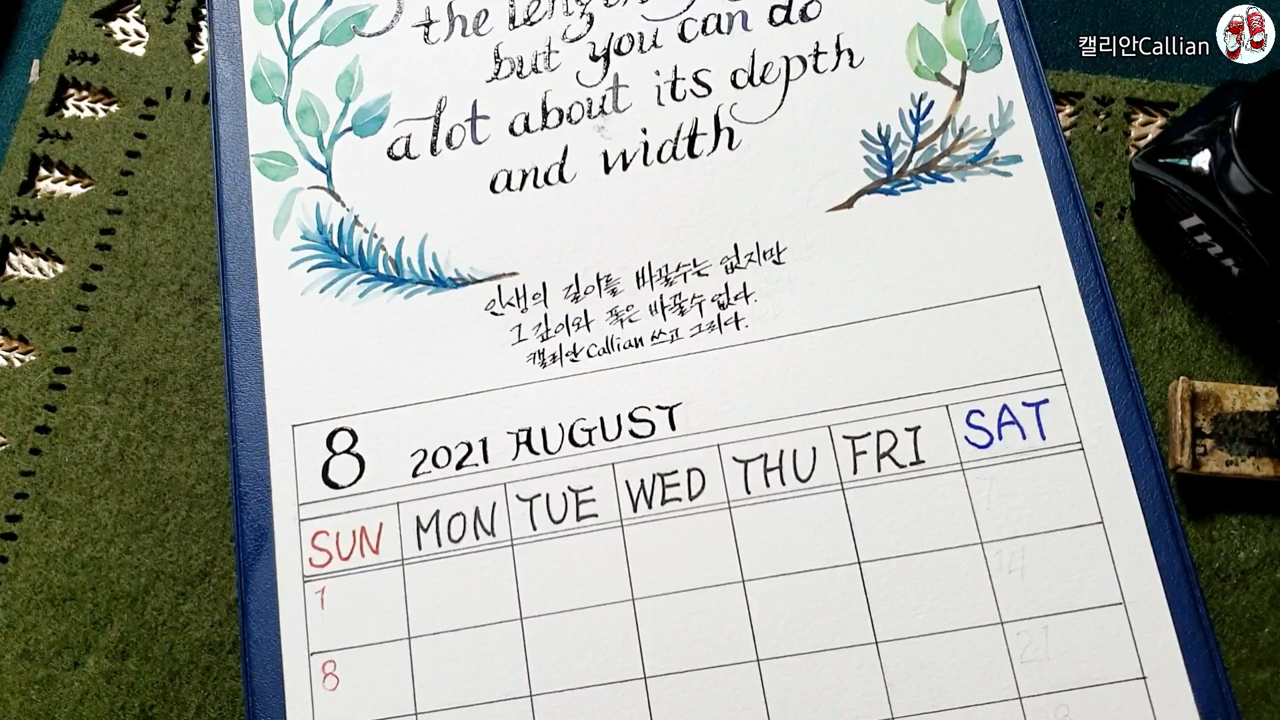 the length
but you can do
a lot about its depth
and width
인생의 길이를 바꿀수는 없지만
그 깊이와 폭은 바꿀수 있다.
캘리안Callian 쓰고 그리다.
8 2021 AUGUST
SUN MON TUE WED THU FRI SAT
1 7
8 14
21
28
캘리안Callian
Ink